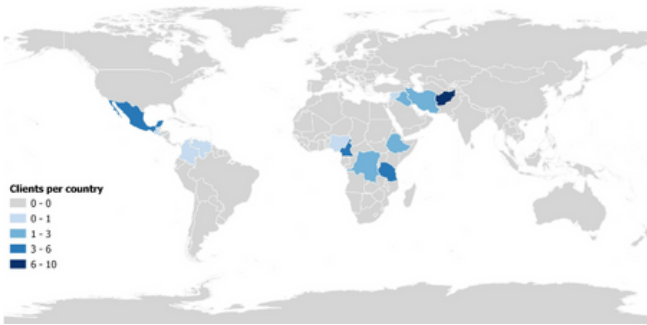 Clients per country
0 - 0
0 - 1
1 - 3
3 - 6
6 - 10